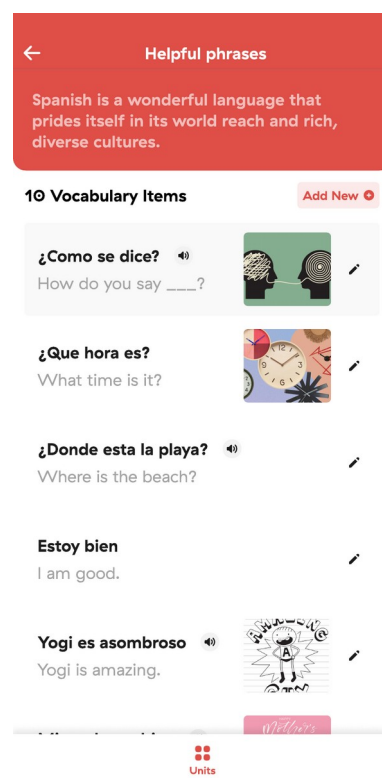 Helpful phrases
Spanish is a wonderful language that
prides itself in its world reach and rich,
diverse cultures.
10 Vocabulary Items
Add New
¿Como se dice?
How do you say ___?
¿Que hora es?
What time is it?
¿Donde esta la playa?
Where is the beach?
Estoy bien
I am good.
Yogi es asombroso
Yogi is amazing.
AMAZING
A
Mother's
Units